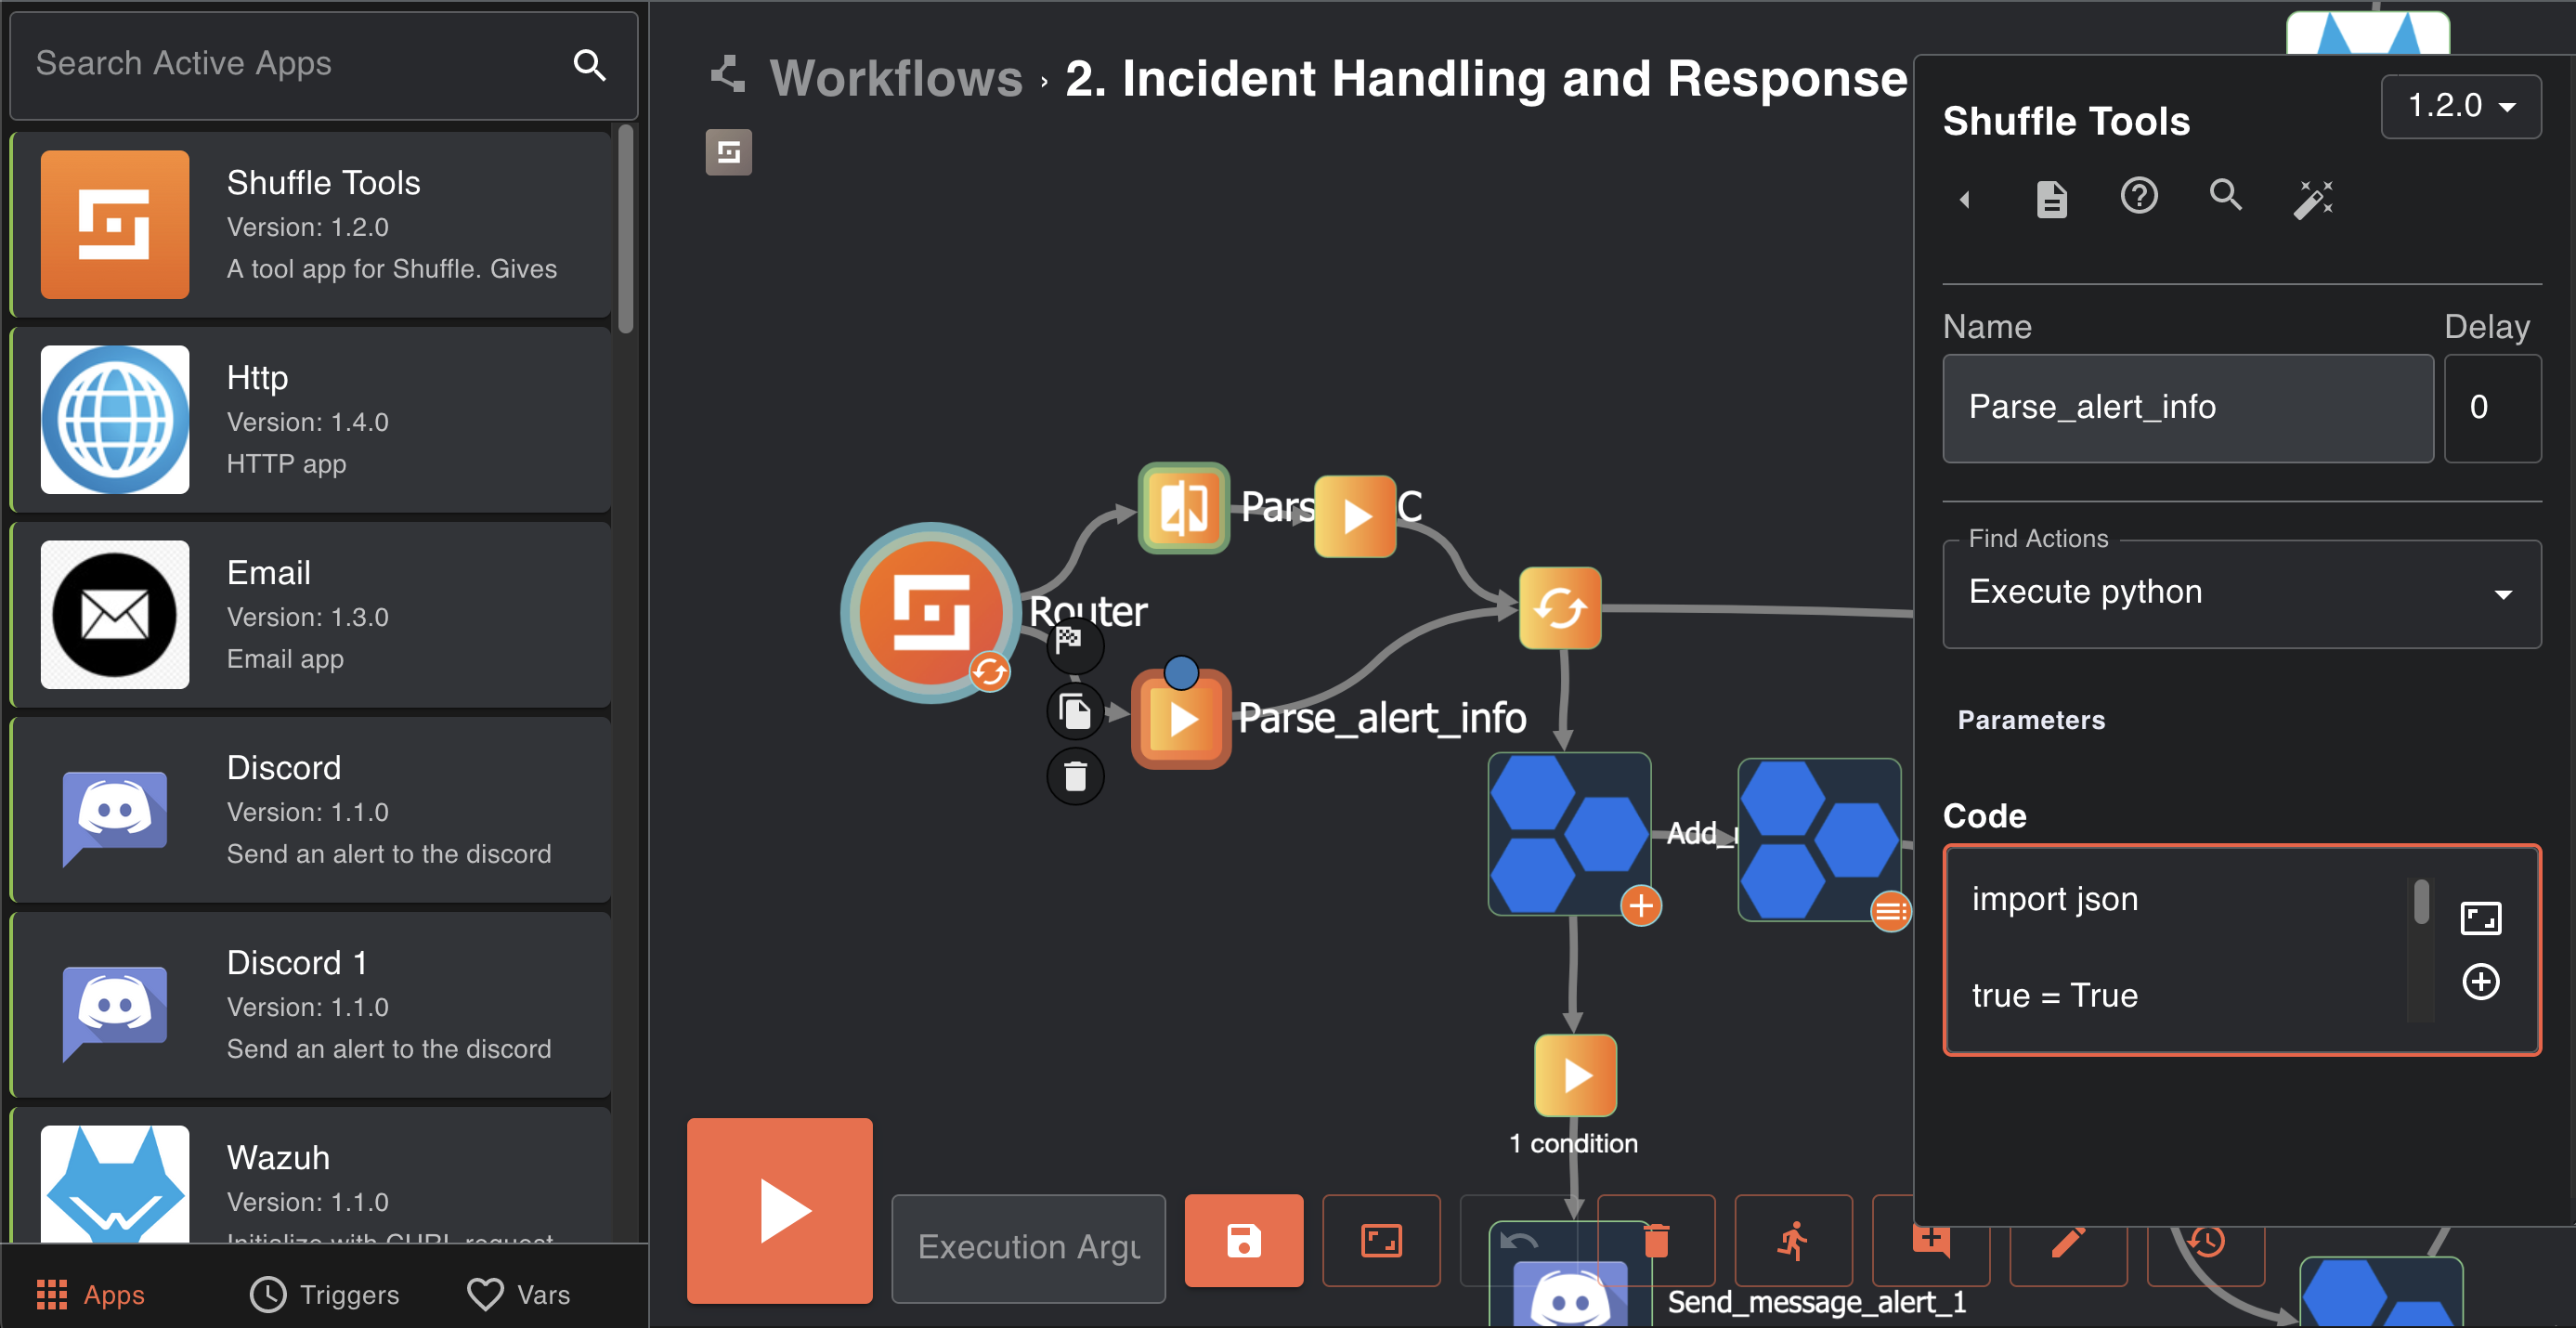 Search Active Apps
Shuffle Tools
Version: 1.2.0
A tool app for Shuffle. Gives
Http
Version: 1.4.0
HTTP app
Email
Version: 1.3.0
Email app
Discord
Version: 1.1.0
Send an alert to the discord
Discord 1
Version: 1.1.0
Send an alert to the discord
Wazuh
Version: 1.1.0
Initialize with CURL request
Apps
Triggers
Vars
Workflows › 2. Incident Handling and Response
Pars
C
Router
Parse_alert_info
Add_
1 condition
Execution Argu
Send_message_alert_1
Shuffle Tools
1.2.0
Name
Delay
Parse_alert_info
0
Find Actions
Execute python
Parameters
Code
import json
true = True